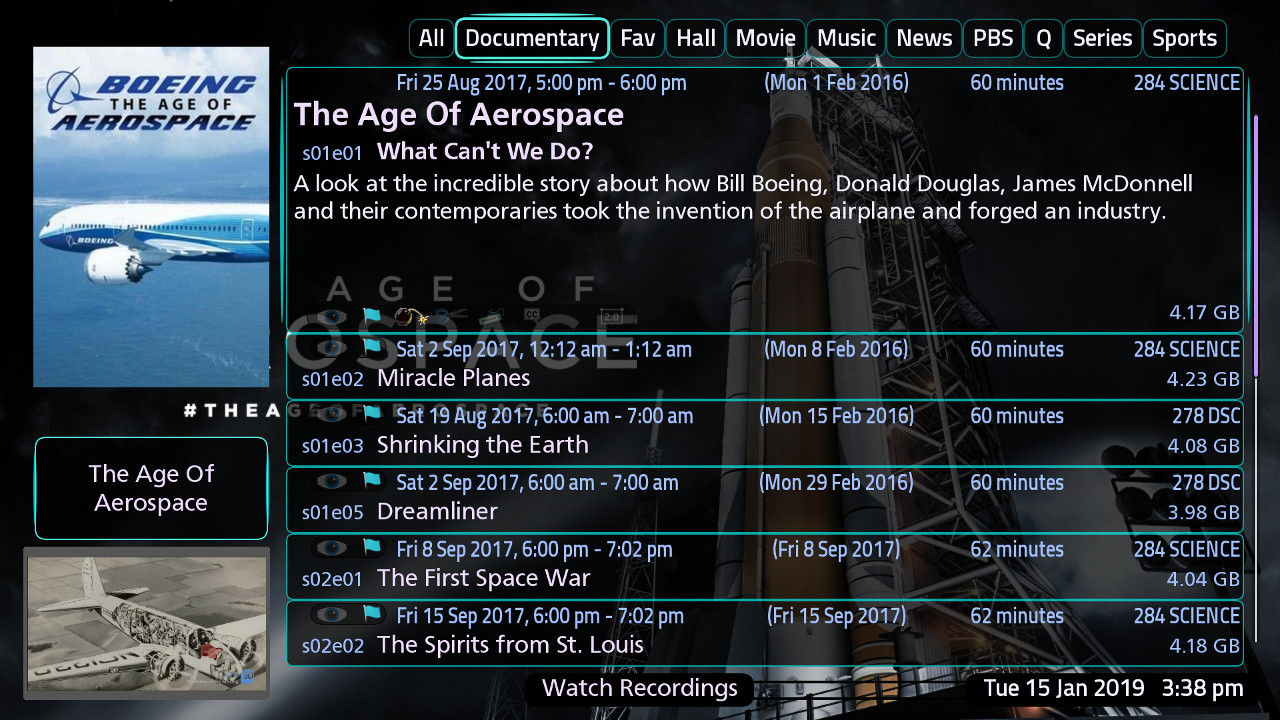 All Documentary Fav Hall Movie Music News PBS Q Series Sports
BOEING
THE AGE OF
AEROSPACE
BOEING
Fri 25 Aug 2017, 5:00 pm - 6:00 pm (Mon 1 Feb 2016) 60 minutes 284 SCIENCE
The Age Of Aerospace
s01e01 What Can't We Do?
A look at the incredible story about how Bill Boeing, Donald Douglas, James McDonnell
and their contemporaries took the invention of the airplane and forged an industry.
AGE OF
OSPACE
CC 2.0 4.17 GB
Sat 2 Sep 2017, 12:12 am - 1:12 am (Mon 8 Feb 2016) 60 minutes 284 SCIENCE
s01e02 Miracle Planes 4.23 GB
#THEAGEOFAEROSPACE
Sat 19 Aug 2017, 6:00 am - 7:00 am (Mon 15 Feb 2016) 60 minutes 278 DSC
s01e03 Shrinking the Earth 4.08 GB
The Age Of
Aerospace
Sat 2 Sep 2017, 6:00 am - 7:00 am (Mon 29 Feb 2016) 60 minutes 278 DSC
s01e05 Dreamliner 3.98 GB
Fri 8 Sep 2017, 6:00 pm - 7:02 pm (Fri 8 Sep 2017) 62 minutes 284 SCIENCE
s02e01 The First Space War 4.04 GB
Fri 15 Sep 2017, 6:00 pm - 7:02 pm (Fri 15 Sep 2017) 62 minutes 284 SCIENCE
s02e02 The Spirits from St. Louis 4.18 GB
Watch Recordings
Tue 15 Jan 2019 3:38 pm